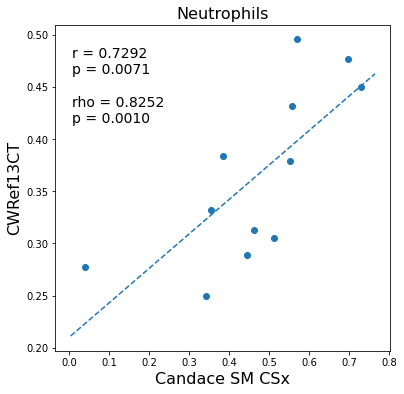 Neutrophils
r = 0.7292
p = 0.0071
rho = 0.8252
p = 0.0010
CWRef13CT
0.50
0.45
0.40
0.35
0.30
0.25
0.20
0.0 0.1 0.2 0.3 0.4 0.5 0.6 0.7 0.8
Candace SM CSx